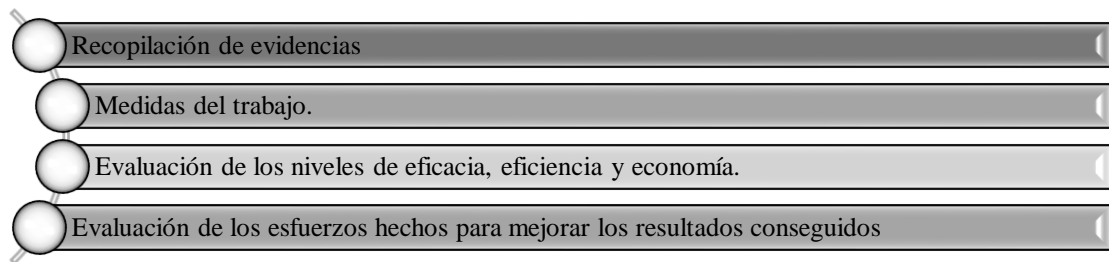 Recopilación de evidencias
Medidas del trabajo.
Evaluación de los niveles de eficacia, eficiencia y economía.
Evaluación de los esfuerzos hechos para mejorar los resultados conseguidos